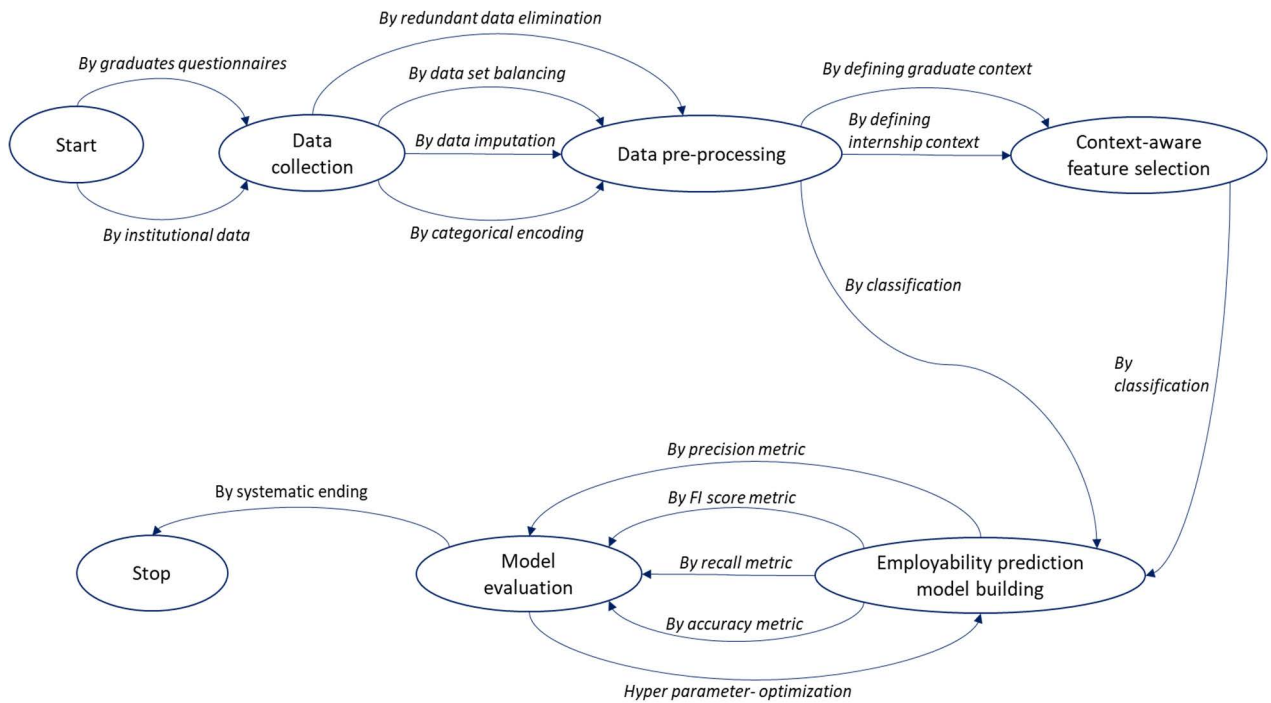 By redundant data elimination
By graduates questionnaires
By data set balancing
By defining graduate context
Start
Data
collection
By data imputation
Data pre-processing
By defining
internship context
Context-aware
feature selection
By institutional data
By categorical encoding
By classification
By
classification
By precision metric
By systematic ending
By FI score metric
Stop
Model
evaluation
By recall metric
Employability prediction
model building
By accuracy metric
Hyper parameter- optimization